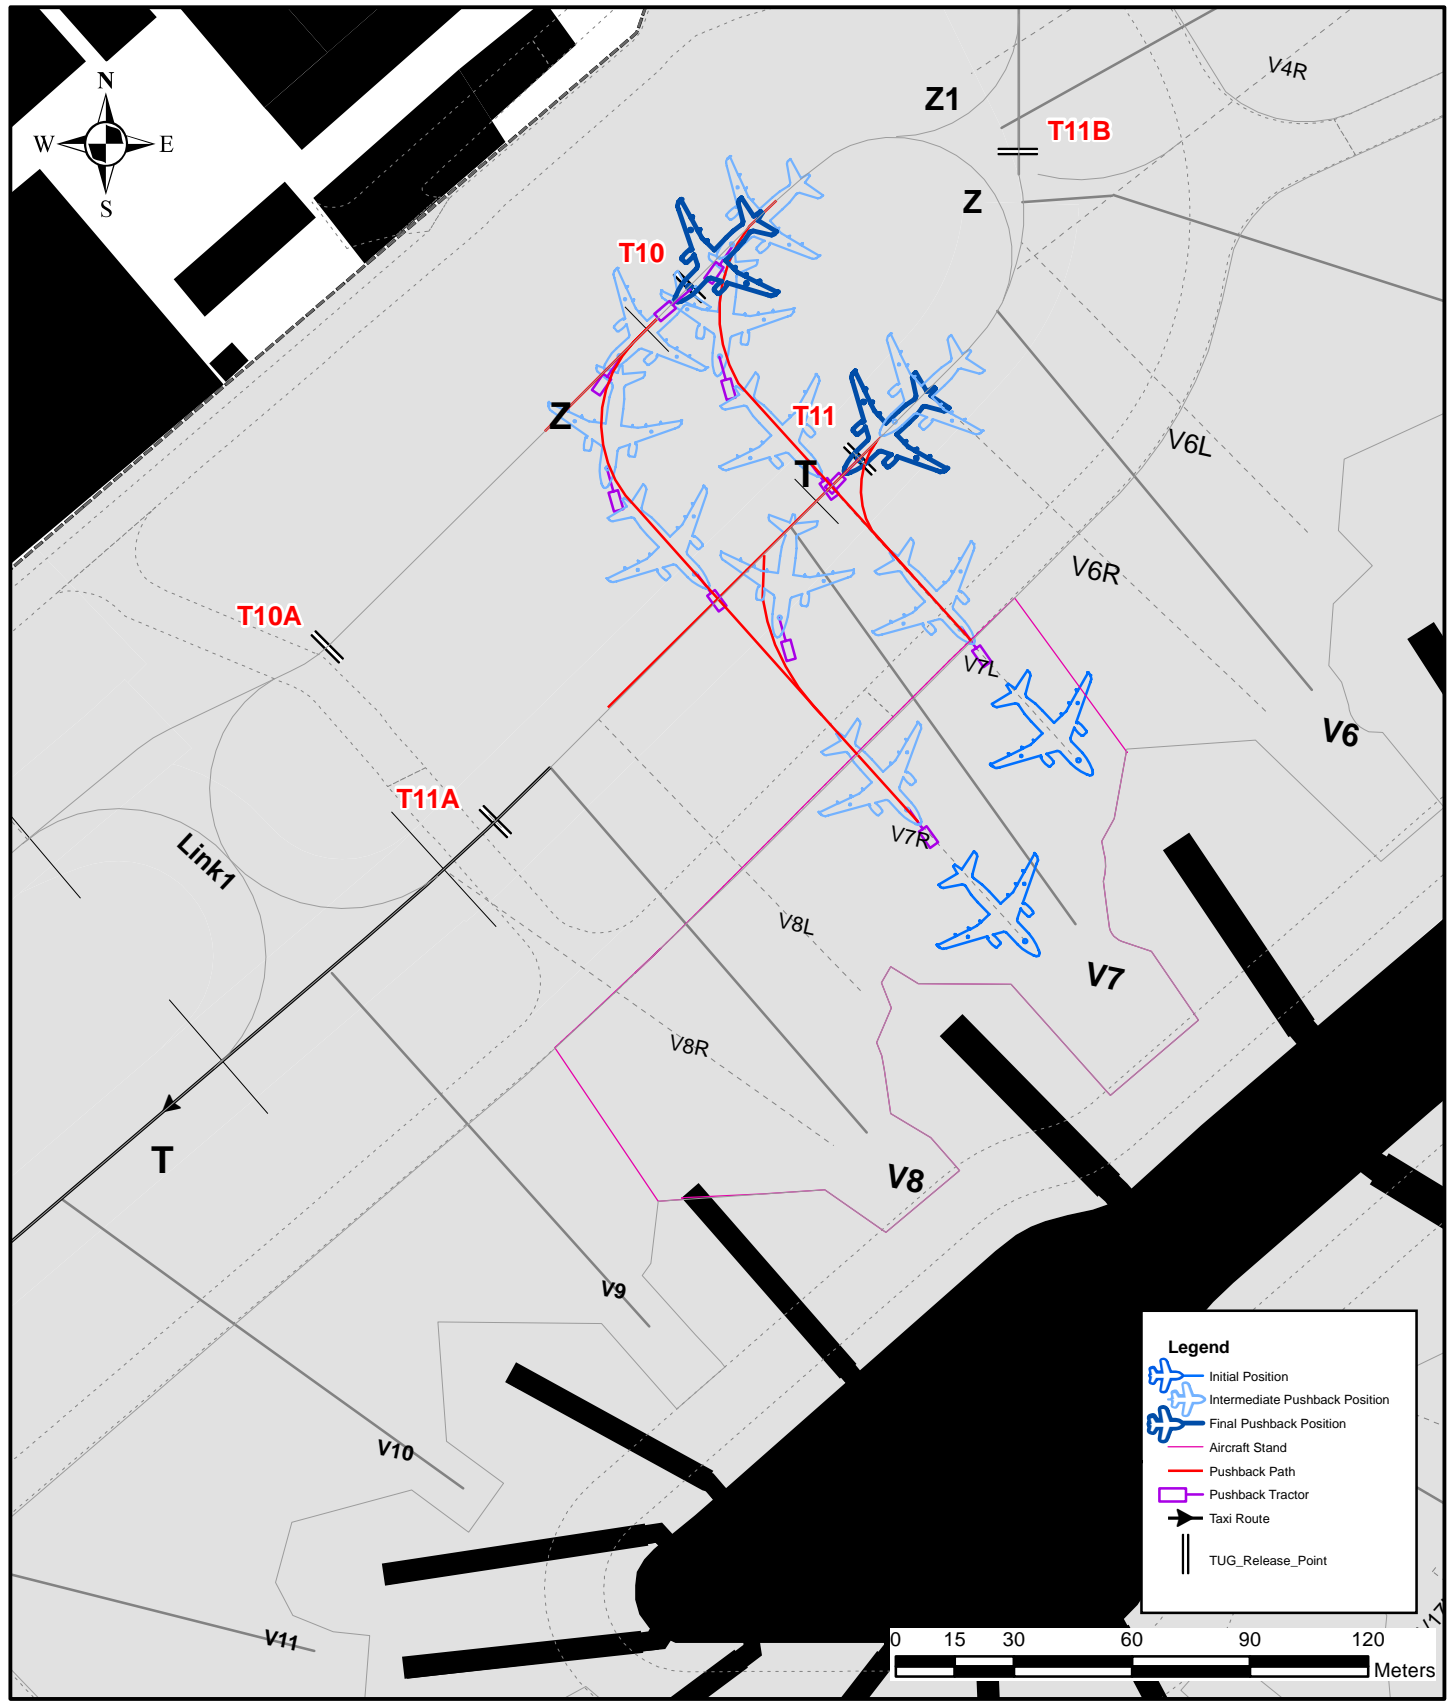 V4R
Z1
T11B
N
W E
S
Z
T10
Z
T11
V6L
T
V6R
T10A
V7L
V6
T11A
V7R
Link1
V8L
V7
V8R
T
V8
V9
V10
V11
Legend
Initial Position
Intermediate Pushback Position
Final Pushback Position
Aircraft Stand
Pushback Path
Pushback Tractor
Taxi Route
TUG_Release_Point
0 15 30 60 90 120
Meters